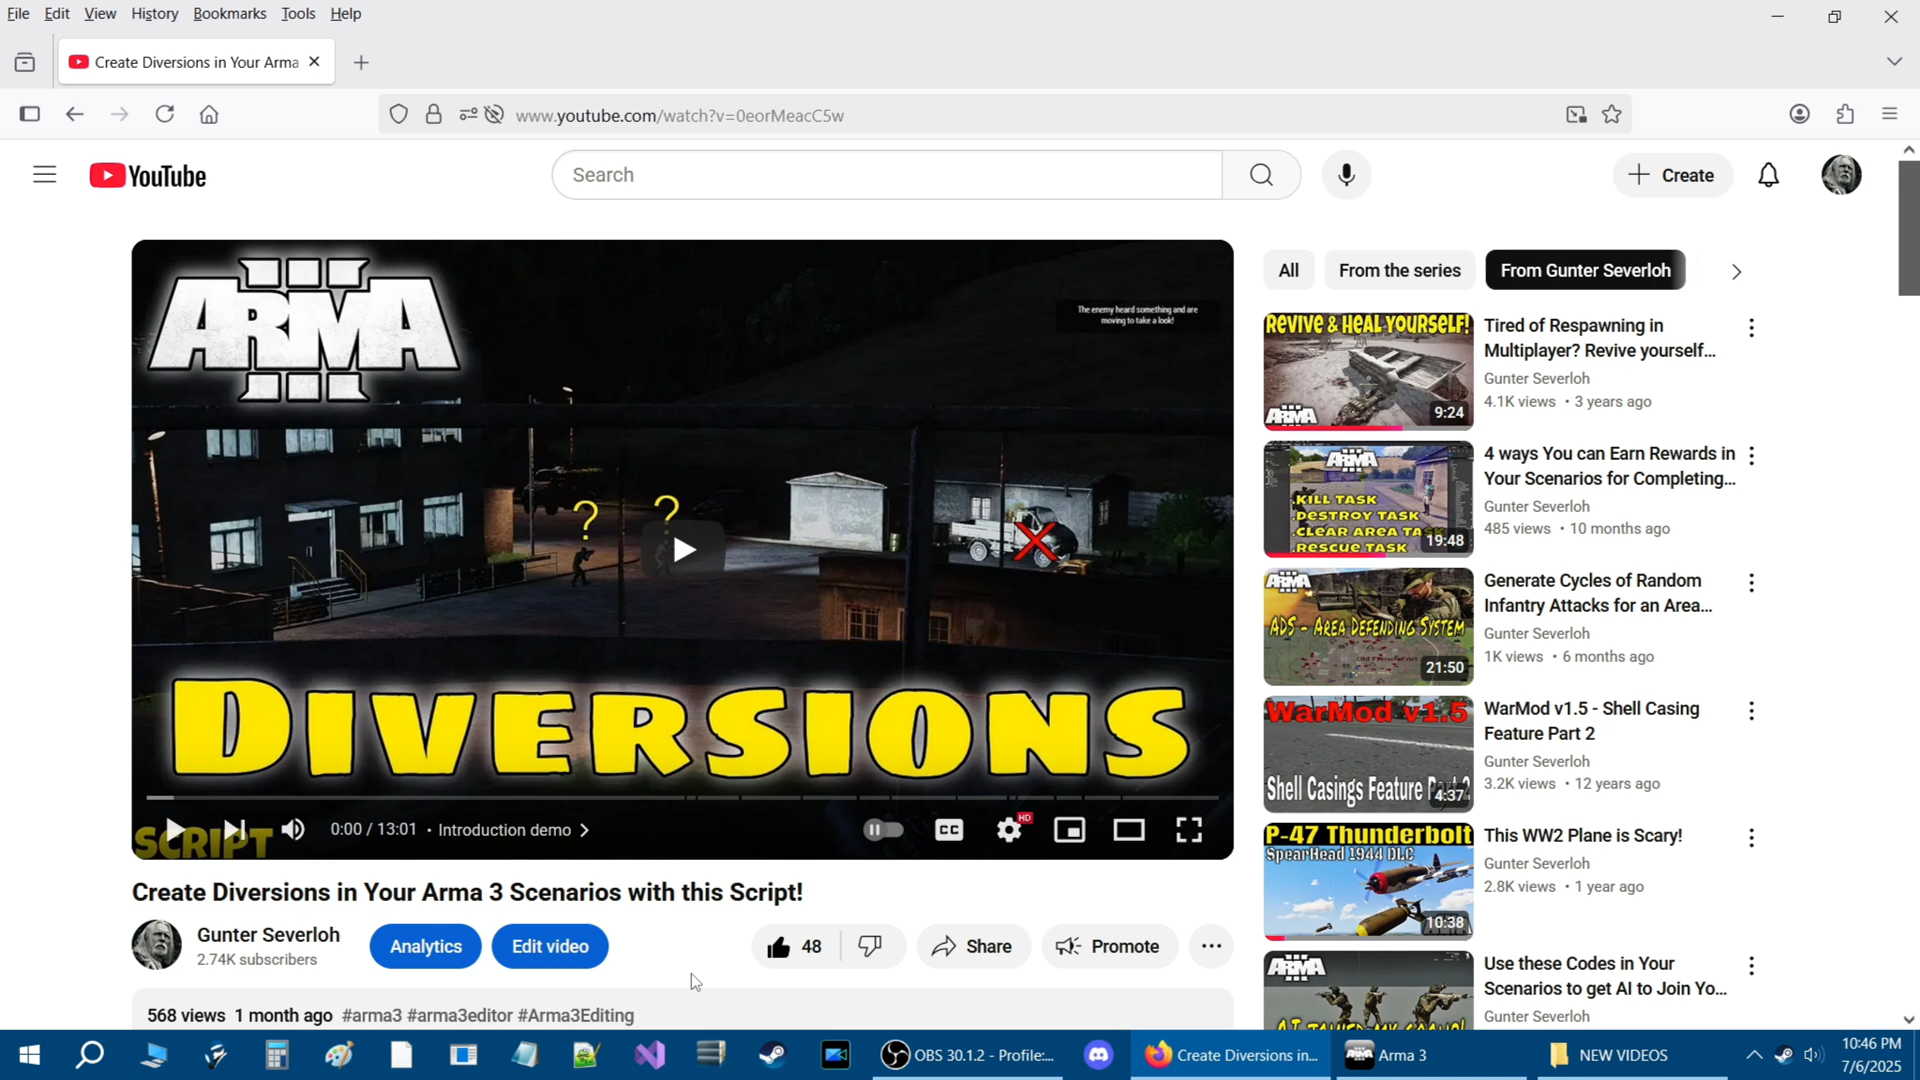 File Edit View History Bookmarks Tools Help
Create Diversions in Your Arma
www.youtube.com/watch?v=0eorMeacC5w
YouTube
Search
Create
ARMA
III
The enemy heard something and are
moving to take a look!
?
?
DIVERSIONS
SCRIPT
0:00 / 13:01 • Introduction demo
CC
HD
Create Diversions in Your Arma 3 Scenarios with this Script!
Gunter Severloh
2.74K subscribers
Analytics
Edit video
48
Share
Promote
568 views 1 month ago #arma3 #arma3editor #Arma3Editing
All
From the series
From Gunter Severloh
REVIVE & HEAL YOURSELF!
ARMA
9:24
Tired of Respawning in
Multiplayer? Revive yourself...
Gunter Severloh
4.1K views • 3 years ago
ARMA
KILL TASK
DESTROY TASK
CLEAR AREA TASK
RESCUE TASK
19:48
4 ways You can Earn Rewards in
Your Scenarios for Completing...
Gunter Severloh
485 views • 10 months ago
ARMA
ADS - AREA DEFENDING SYSTEM
21:50
Generate Cycles of Random
Infantry Attacks for an Area...
Gunter Severloh
1K views • 6 months ago
WarMod v1.5
Shell Casings Feature Part 2
4:37
WarMod v1.5 - Shell Casing
Feature Part 2
Gunter Severloh
3.2K views • 12 years ago
P-47 Thunderbolt
SpearHead 1944 DLC
10:38
This WW2 Plane is Scary!
Gunter Severloh
2.8K views • 1 year ago
ARMA
Use these Codes in Your
Scenarios to get AI to Join Yo...
Gunter Severloh
OBS 30.1.2 - Profile:...
Create Diversions in...
Arma 3
NEW VIDEOS
10:46 PM
7/6/2025